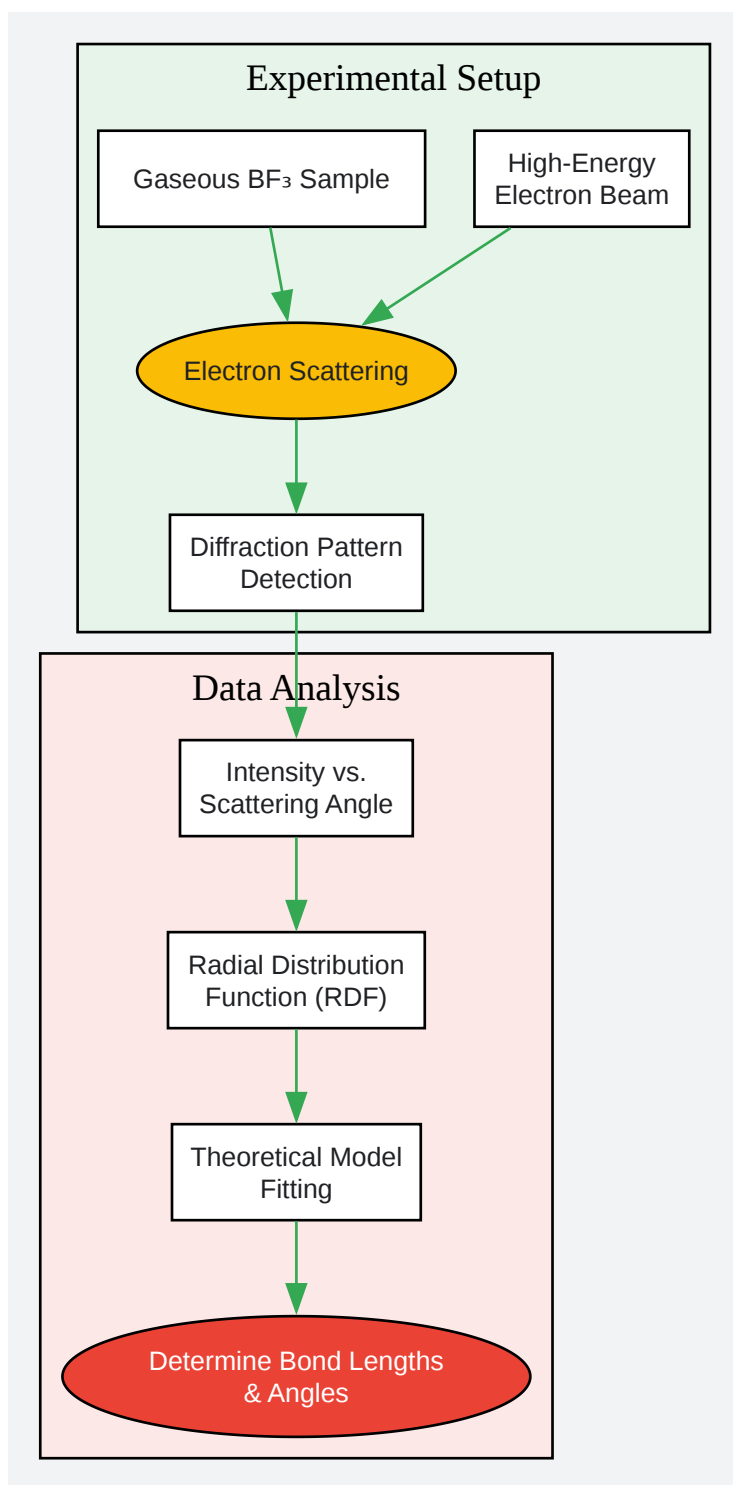 Experimental Setup
Gaseous BF₃ Sample
High-Energy
Electron Beam
Electron Scattering
Diffraction Pattern
Detection
Data Analysis
Intensity vs.
Scattering Angle
Radial Distribution
Function (RDF)
Theoretical Model
Fitting
Determine Bond Lengths
& Angles